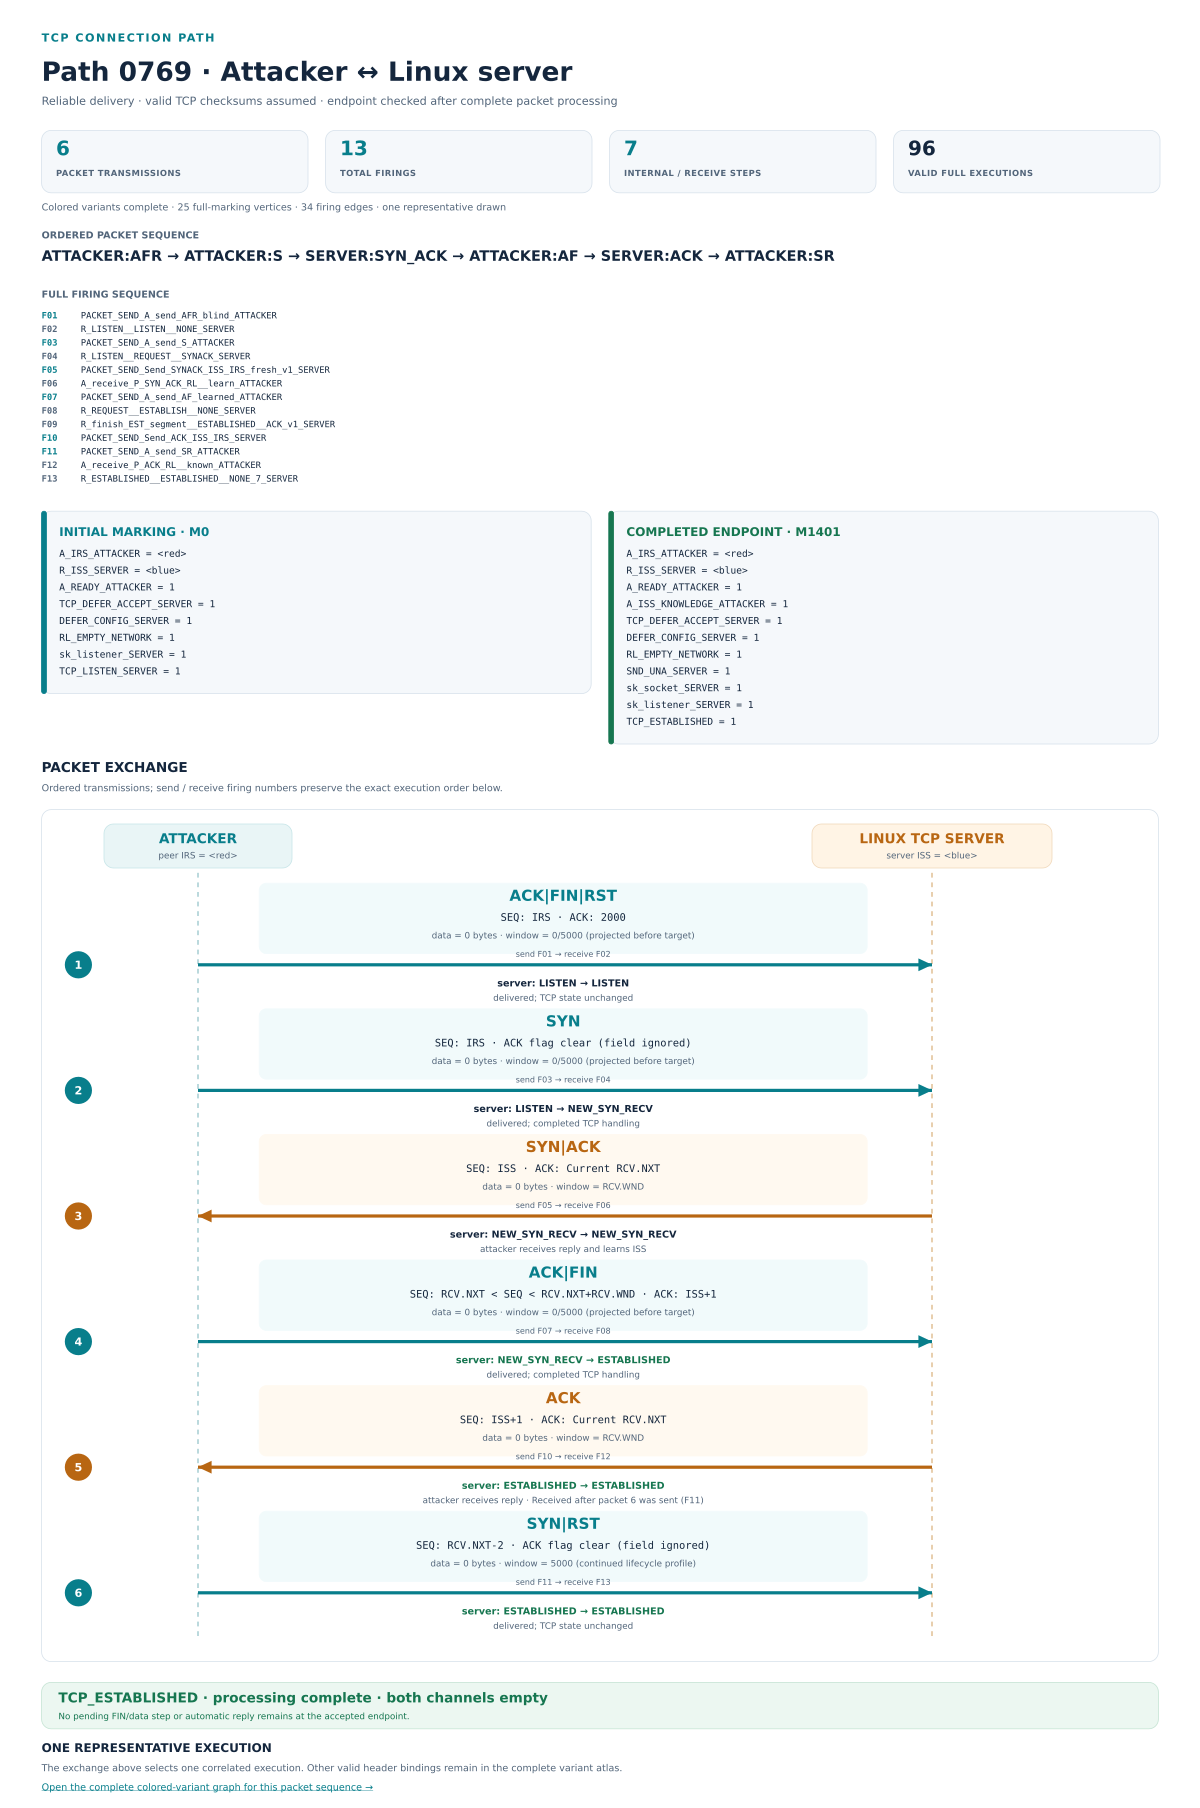 TCP CONNECTION PATH
Path 0769 · Attacker ↔ Linux server
Reliable delivery · valid TCP checksums assumed · endpoint checked after complete packet processing
6
PACKET TRANSMISSIONS
13
TOTAL FIRINGS
7
INTERNAL / RECEIVE STEPS
96
VALID FULL EXECUTIONS
Colored variants complete · 25 full-marking vertices · 34 firing edges · one representative drawn
ORDERED PACKET SEQUENCE
ATTACKER:AFR → ATTACKER:S → SERVER:SYN_ACK → ATTACKER:AF → SERVER:ACK → ATTACKER:SR
FULL FIRING SEQUENCE
F01 PACKET_SEND_A_send_AFR_blind_ATTACKER
F02 R_LISTEN__LISTEN__NONE_SERVER
F03 PACKET_SEND_A_send_S_ATTACKER
F04 R_LISTEN__REQUEST__SYNACK_SERVER
F05 PACKET_SEND_Send_SYNACK_ISS_IRS_fresh_v1_SERVER
F06 A_receive_P_SYN_ACK_RL__learn_ATTACKER
F07 PACKET_SEND_A_send_AF_learned_ATTACKER
F08 R_REQUEST__ESTABLISH__NONE_SERVER
F09 R_finish_EST_segment__ESTABLISHED__ACK_v1_SERVER
F10 PACKET_SEND_Send_ACK_ISS_IRS_SERVER
F11 PACKET_SEND_A_send_SR_ATTACKER
F12 A_receive_P_ACK_RL__known_ATTACKER
F13 R_ESTABLISHED__ESTABLISHED__NONE_7_SERVER
INITIAL MARKING · M0
A_IRS_ATTACKER = <red>
R_ISS_SERVER = <blue>
A_READY_ATTACKER = 1
TCP_DEFER_ACCEPT_SERVER = 1
DEFER_CONFIG_SERVER = 1
RL_EMPTY_NETWORK = 1
sk_listener_SERVER = 1
TCP_LISTEN_SERVER = 1
COMPLETED ENDPOINT · M1401
A_IRS_ATTACKER = <red>
R_ISS_SERVER = <blue>
A_READY_ATTACKER = 1
A_ISS_KNOWLEDGE_ATTACKER = 1
TCP_DEFER_ACCEPT_SERVER = 1
DEFER_CONFIG_SERVER = 1
RL_EMPTY_NETWORK = 1
SND_UNA_SERVER = 1
sk_socket_SERVER = 1
sk_listener_SERVER = 1
TCP_ESTABLISHED = 1
PACKET EXCHANGE
Ordered transmissions; send / receive firing numbers preserve the exact execution order below.
ATTACKER
peer IRS = <red>
LINUX TCP SERVER
server ISS = <blue>
ACK|FIN|RST
SEQ: IRS · ACK: 2000
data = 0 bytes · window = 0/5000 (projected before target)
send F01 → receive F02
1
server: LISTEN → LISTEN
delivered; TCP state unchanged
SYN
SEQ: IRS · ACK flag clear (field ignored)
data = 0 bytes · window = 0/5000 (projected before target)
send F03 → receive F04
2
server: LISTEN → NEW_SYN_RECV
delivered; completed TCP handling
SYN|ACK
SEQ: ISS · ACK: Current RCV.NXT
data = 0 bytes · window = RCV.WND
send F05 → receive F06
3
server: NEW_SYN_RECV → NEW_SYN_RECV
attacker receives reply and learns ISS
ACK|FIN
SEQ: RCV.NXT < SEQ < RCV.NXT+RCV.WND · ACK: ISS+1
data = 0 bytes · window = 0/5000 (projected before target)
send F07 → receive F08
4
server: NEW_SYN_RECV → ESTABLISHED
delivered; completed TCP handling
ACK
SEQ: ISS+1 · ACK: Current RCV.NXT
data = 0 bytes · window = RCV.WND
send F10 → receive F12
5
server: ESTABLISHED → ESTABLISHED
attacker receives reply · Received after packet 6 was sent (F11)
SYN|RST
SEQ: RCV.NXT-2 · ACK flag clear (field ignored)
data = 0 bytes · window = 5000 (continued lifecycle profile)
send F11 → receive F13
6
server: ESTABLISHED → ESTABLISHED
delivered; TCP state unchanged
TCP_ESTABLISHED · processing complete · both channels empty
No pending FIN/data step or automatic reply remains at the accepted endpoint.
ONE REPRESENTATIVE EXECUTION
The exchange above selects one correlated execution. Other valid header bindings remain in the complete variant atlas.
Open the complete colored-variant graph for this packet sequence →